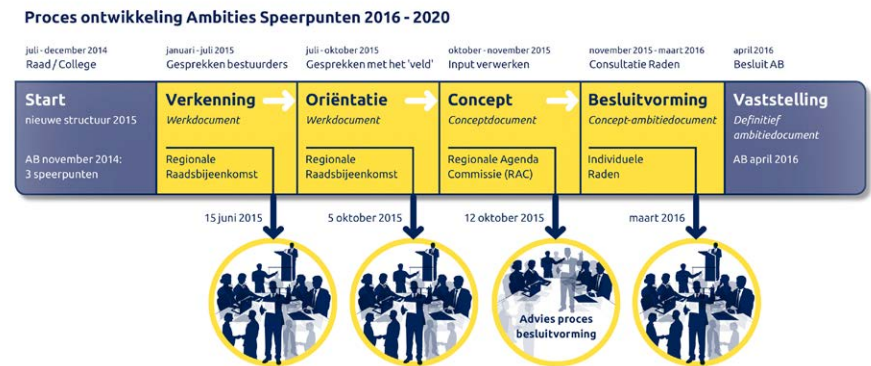 Proces ontwikkeling Ambities Speerpunten 2016 - 2020
juli - december 2014
Raad / College
januari - juli 2015
Gesprekken bestuurders
juli - oktober 2015
Gesprekken met het 'veld'
oktober - november 2015
Input verwerken
november 2015 - maart 2016
Consultatie Raden
april 2016
Besluit AB
Start
nieuwe structuur 2015
AB november 2014:
3 speerpunten
Verkenning
Werkdocument
Regionale
Raadsbijeenkomst
Oriëntatie
Werkdocument
Regionale
Raadsbijeenkomst
Concept
Conceptdocument
Regionale Agenda
Commissie (RAC)
Besluitvorming
Concept-ambitiedocument
Individuele
Raden
Vaststelling
Definitief
ambitiedocument
AB april 2016
15 juni 2015
5 oktober 2015
12 oktober 2015
maart 2016
Advies proces
besluitvorming